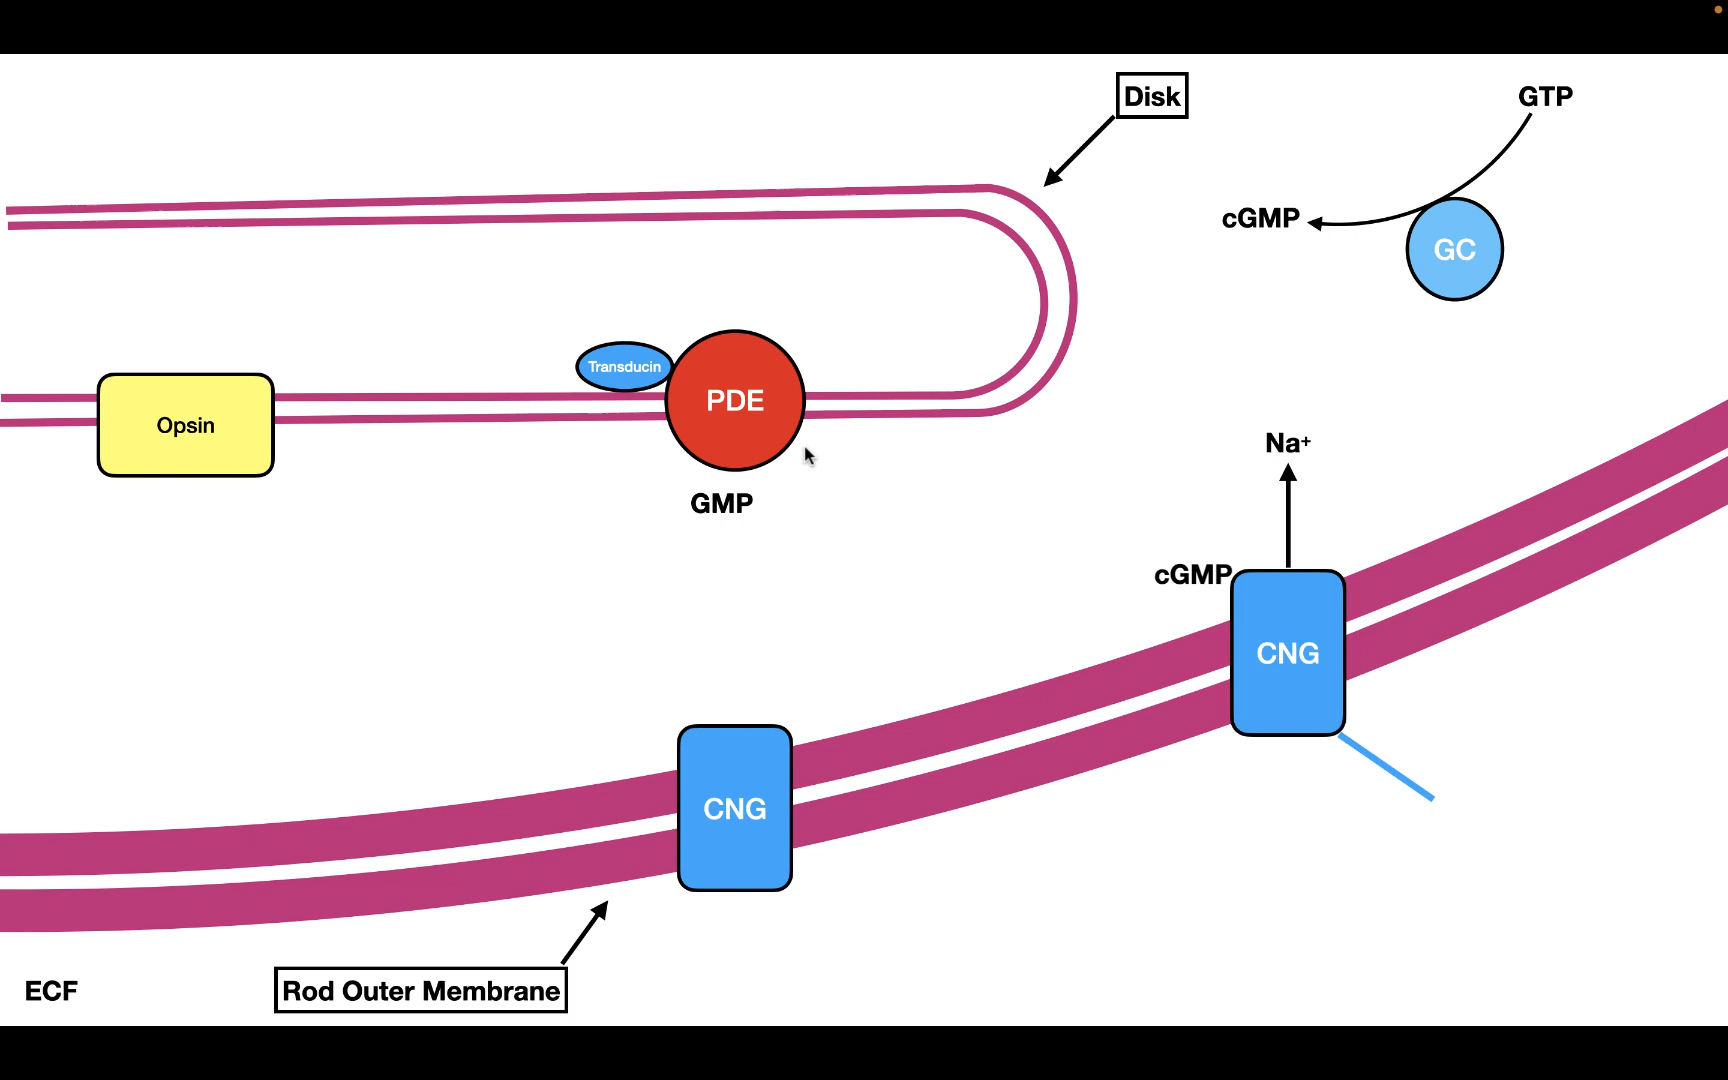 Disk
GTP
cGMP
GC
Transducin
PDE
Opsin
GMP
Na+
cGMP
CNG
CNG
ECF
Rod Outer Membrane